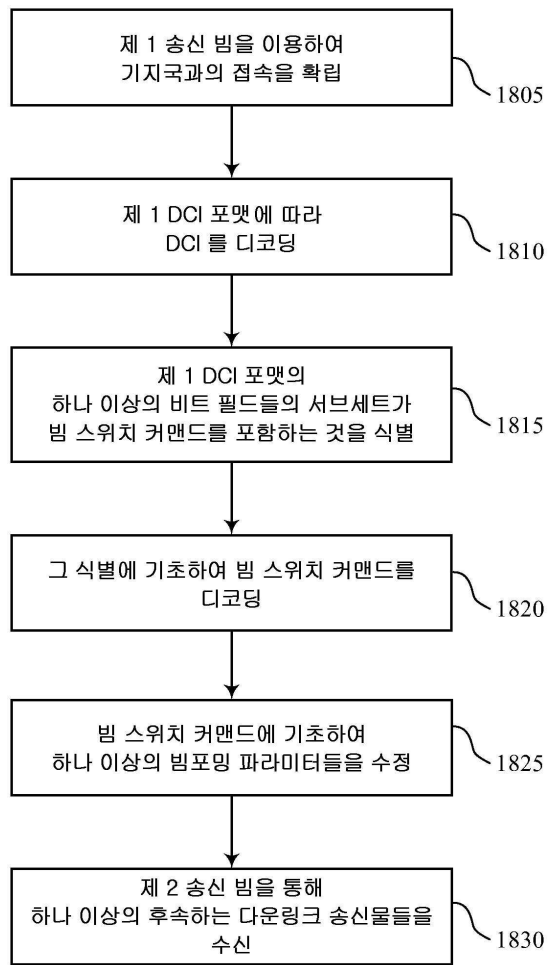 제 1 송신 빔을 이용하여
기지국과의 접속을 확립
1805
제 1 DCI 포맷에 따라
DCI 를 디코딩
1810
제 1 DCI 포맷의
하나 이상의 비트 필드들의 서브세트가
빔 스위치 커맨드를 포함하는 것을 식별
1815
그 식별에 기초하여 빔 스위치 커맨드를
디코딩
1820
빔 스위치 커맨드에 기초하여
하나 이상의 빔포밍 파라미터들을 수정
1825
제 2 송신 빔을 통해
하나 이상의 후속하는 다운링크 송신물들을
수신
1830